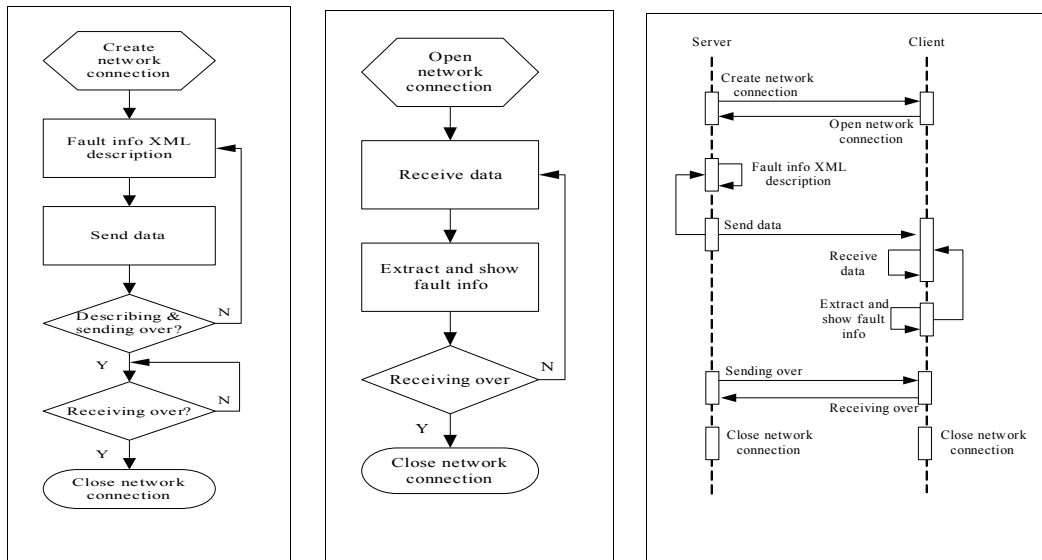 Create
network
connection
Fault info XML
description
Send data
Describing &
sending over?
N
Y
Receiving over?
N
Y
Close network
connection
Open
network
connection
Receive data
Extract and show
fault info
Receiving over
N
Y
Close network
connection
Server
Client
Create network
connection
Open network
connection
Fault info XML
description
Send data
Receive
data
Extract and
show fault
info
Sending over
Receiving over
Close network
connection
Close network
connection